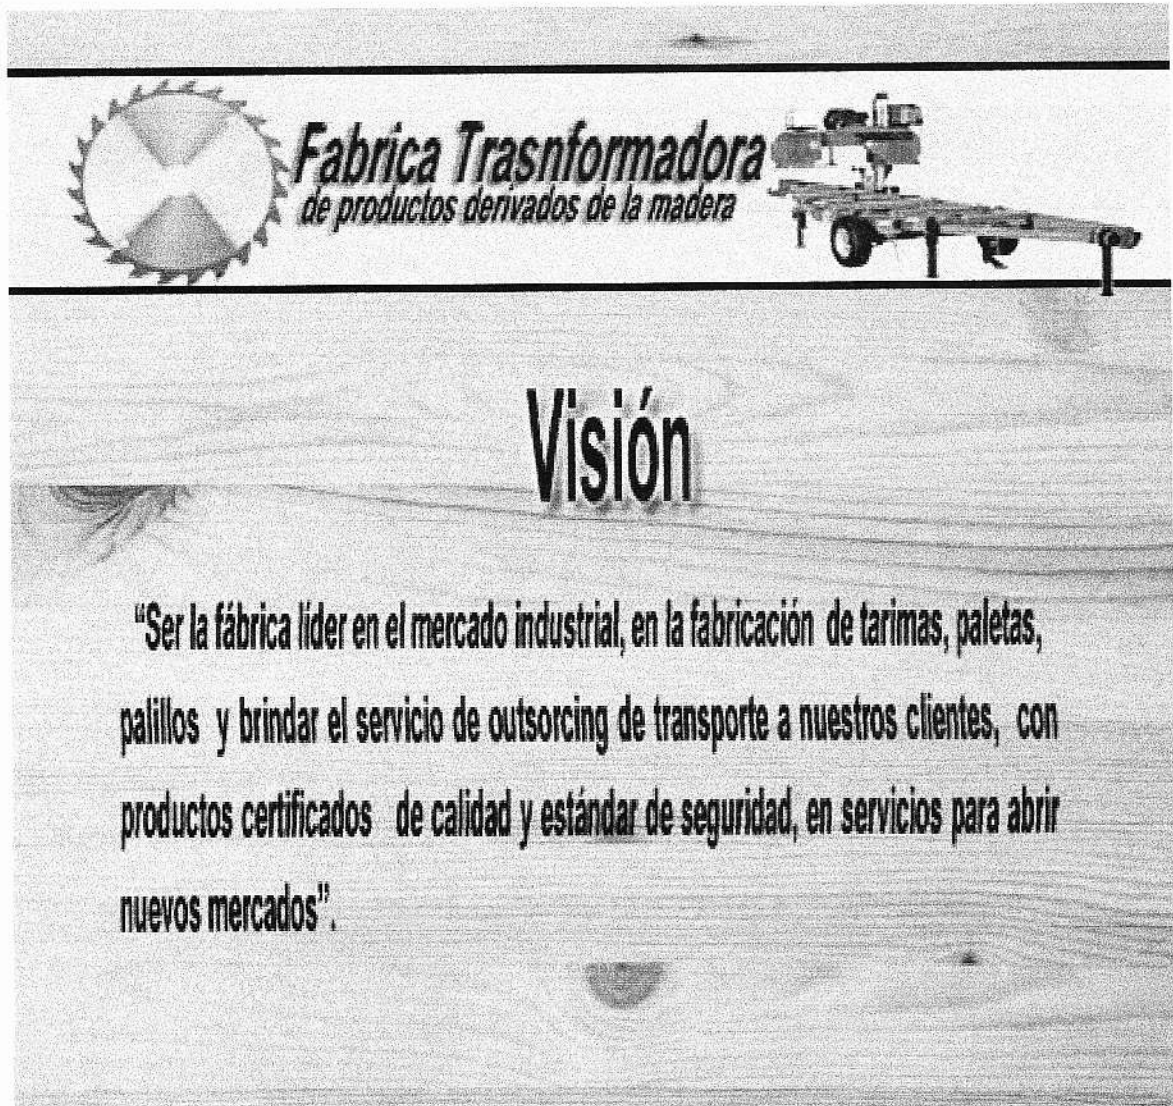 Fabrica Trasnformadora
de productos derivados de la madera
Visión
“Ser la fábrica líder en el mercado industrial, en la fabricación de tarimas, paletas,
palillos y brindar el servicio de outsorcing de transporte a nuestros clientes, con
productos certificados de calidad y estándar de seguridad, en servicios para abrir
nuevos mercados”.